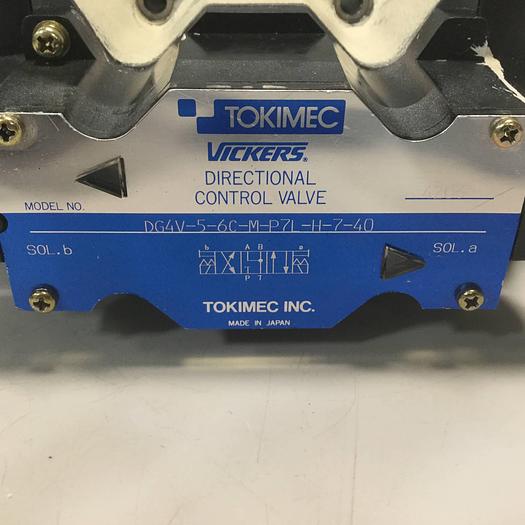 TOKIMEC
VICKERS®
DIRECTIONAL
CONTROL VALVE
MODEL NO.
DG4V-5-6C-M-P7L-H-7-40
SOL.b
SOL.a
b A B a
P T
TOKIMEC INC.
MADE IN JAPAN